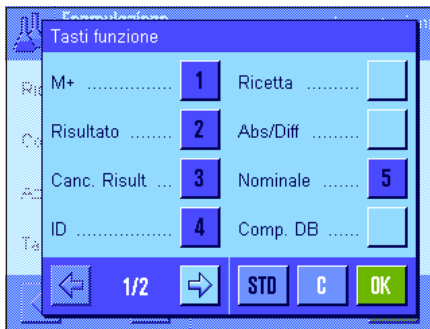 Formulazione
Tasti funzione
M+ ................ 1 Ricetta ..........
Risultato ........ 2 Abs/Diff .........
Canc. Risult ... 3 Nominale ....... 5
ID .................. 4 Comp. DB .....
1/2 STD C OK